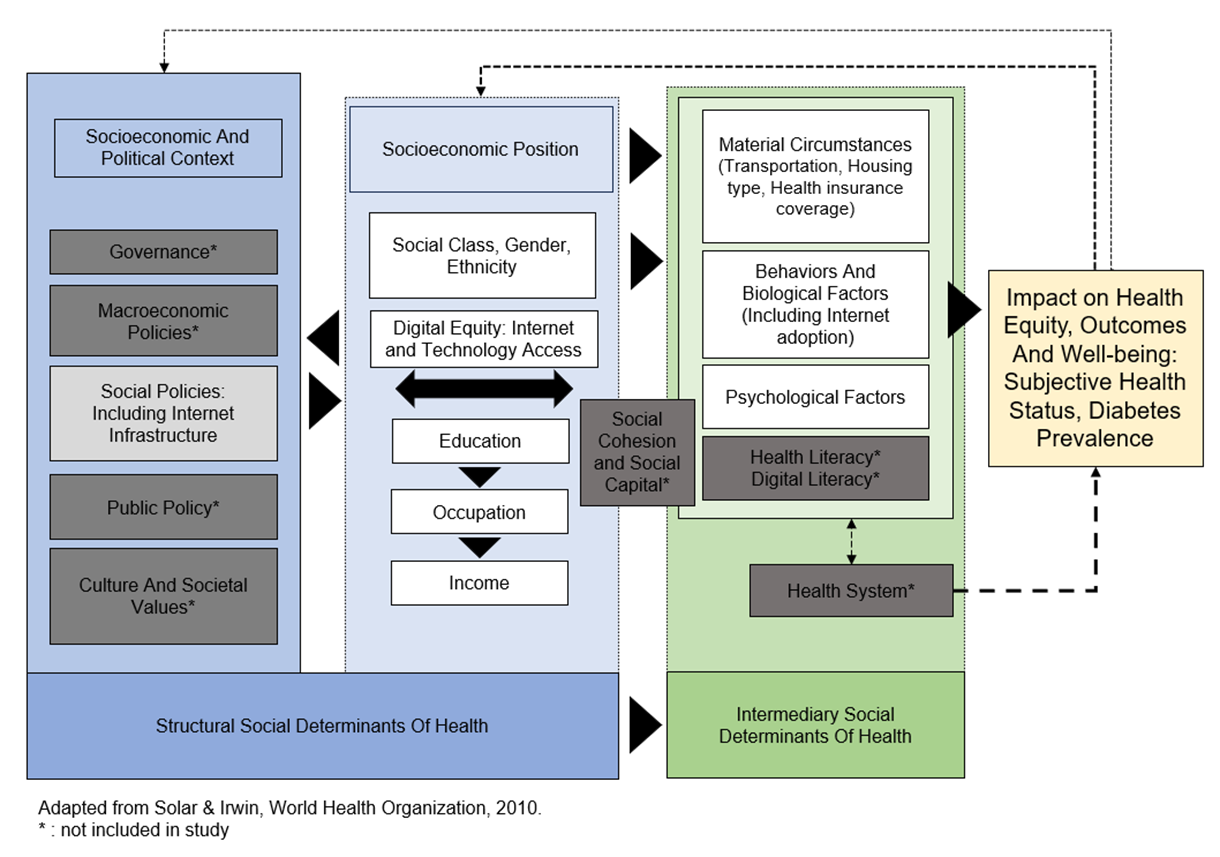 Socioeconomic And
Political Context
Governance*
Macroeconomic
Policies*
Social Policies:
Including Internet
Infrastructure
Public Policy*
Culture And Societal
Values*
Socioeconomic Position
Social Class, Gender,
Ethnicity
Digital Equity: Internet
and Technology Access
Education
Occupation
Income
Social
Cohesion
and Social
Capital*
Material Circumstances
(Transportation, Housing
type, Health insurance
coverage)
Behaviors And
Biological Factors
(Including Internet
adoption)
Psychological Factors
Health Literacy*
Digital Literacy*
Health System*
Impact on Health
Equity, Outcomes
And Well-being:
Subjective Health
Status, Diabetes
Prevalence
Structural Social Determinants Of Health
Intermediary Social
Determinants Of Health
Adapted from Solar & Irwin, World Health Organization, 2010.
* : not included in study